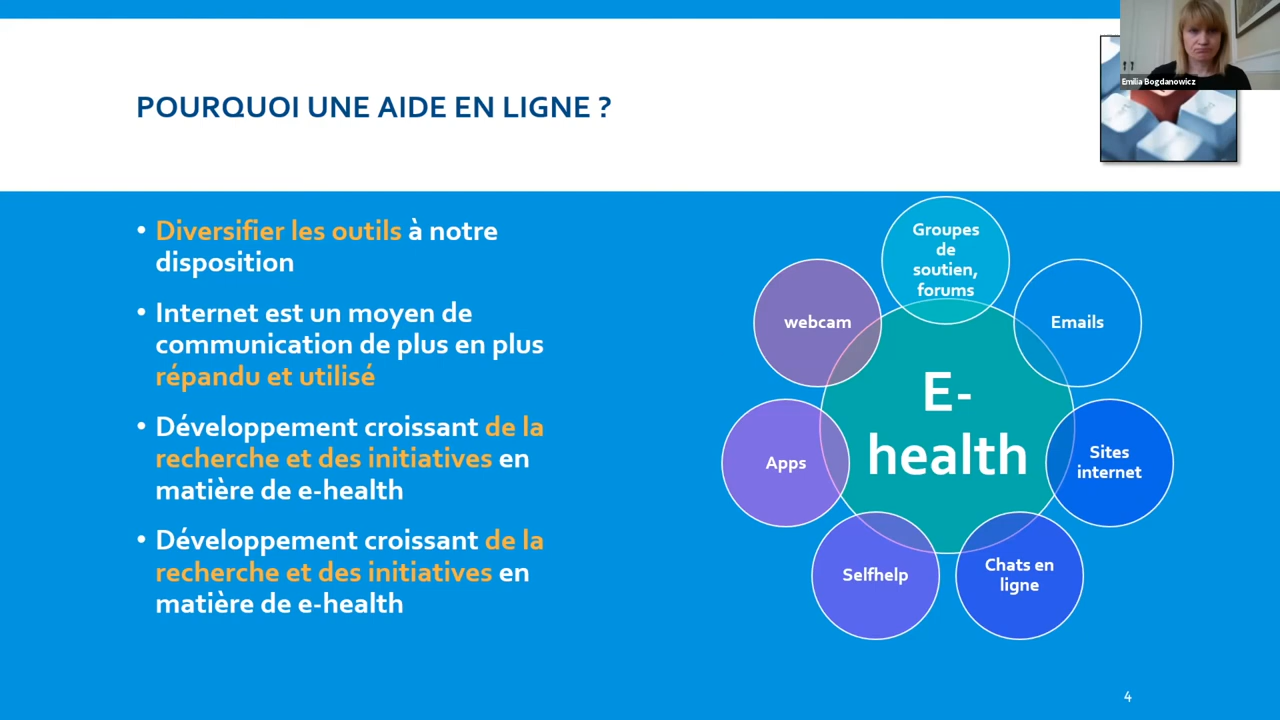 Emilia Bogdanowicz
POURQUOI UNE AIDE EN LIGNE ?
• Diversifier les outils à notre
disposition
• Internet est un moyen de
communication de plus en plus
répandu et utilisé
• Développement croissant de la
recherche et des initiatives en
matière de e-health
• Développement croissant de la
recherche et des initiatives en
matière de e-health
Groupes
de
soutien,
forums
webcam
Emails
E-
health
Apps
Sites
internet
Selfhelp
Chats en
ligne
4